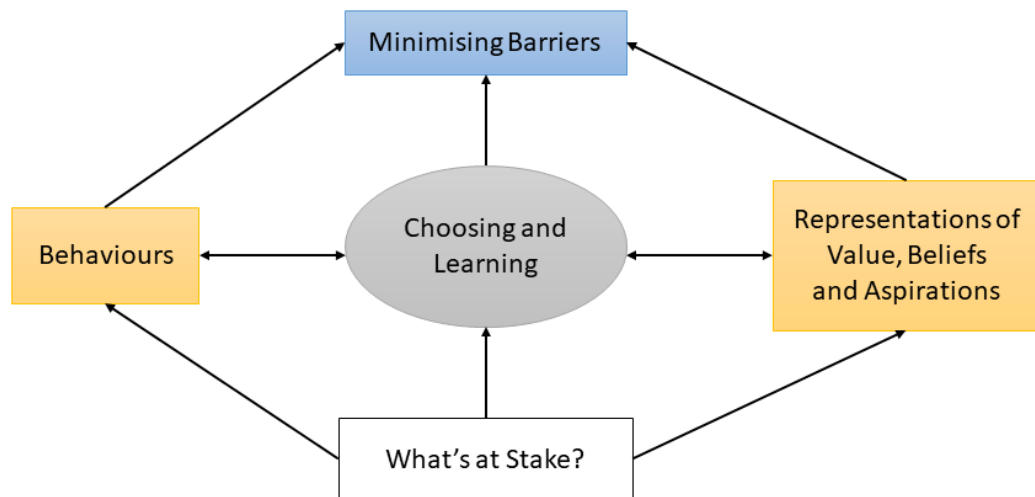 Minimising Barriers
Behaviours
Choosing and
Learning
Representations of
Value, Beliefs
and Aspirations
What's at Stake?